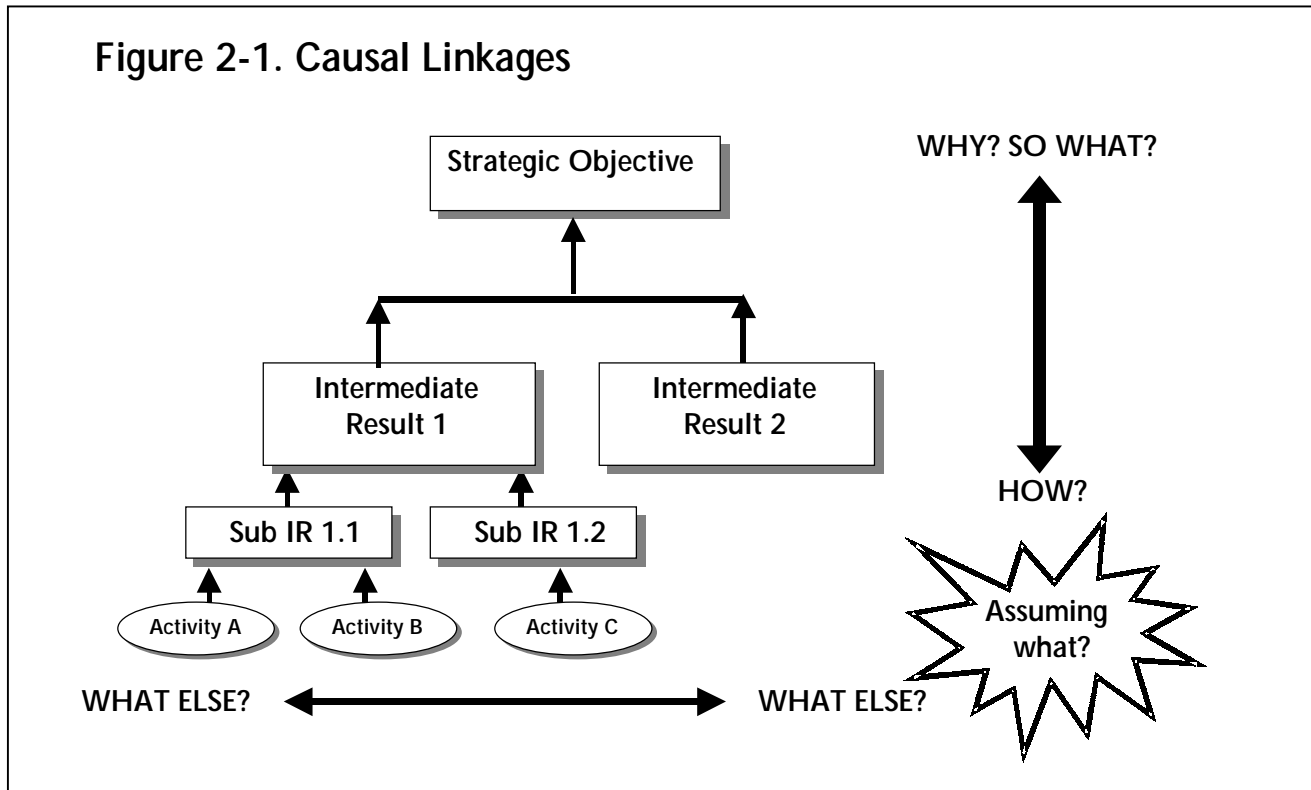 Figure 2-1. Causal Linkages
Strategic Objective
WHY? SO WHAT?
Intermediate
Result 1
Intermediate
Result 2
HOW?
Sub IR 1.1
Sub IR 1.2
Assuming
what?
Activity A
Activity B
Activity C
WHAT ELSE?
WHAT ELSE?